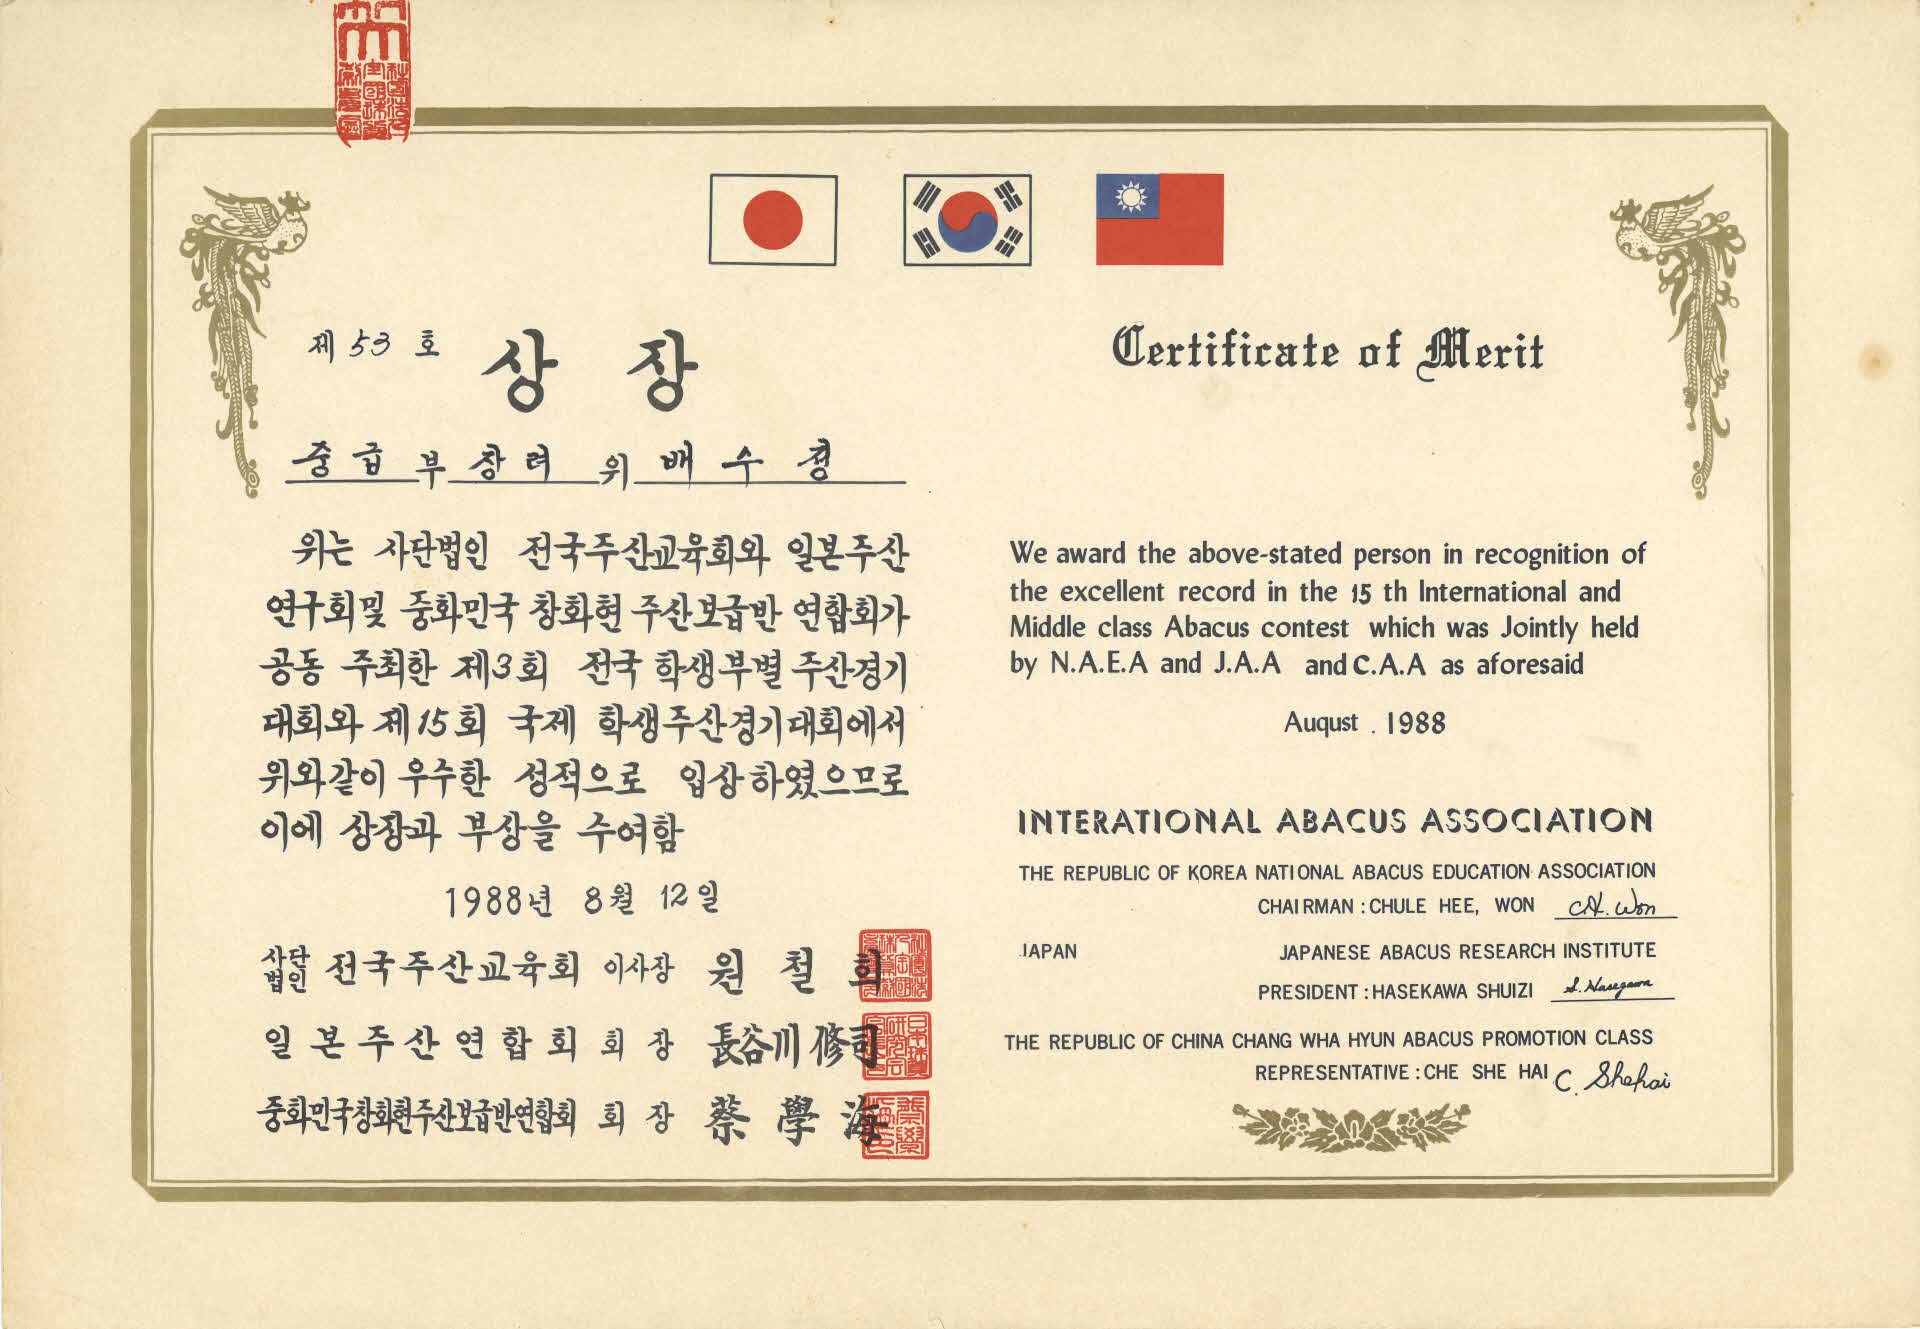 제 53 호
상 장
중급 부 장려 위 배수경
위는 사단법인 전국주산교육회와 일본주산
연구회및 중화민국 창화현 주산보급반 연합회가
공동 주최한 제3회 전국 학생부별 주산경기
대회와 제15회 국제 학생주산경기대회에서
위와같이 우수한 성적으로 입상하였으므로
이에 상장과 부상을 수여함
1988년 8월 12일
사단법인 전국주산교육회 이사장 원철희
일본주산연합회 회장 長谷川修司
중화민국창화현주산보급반연합회 회장 蔡學海
Certificate of Merit
We award the above-stated person in recognition of
the excellent record in the 15 th International and
Middle class Abacus contest which was Jointly held
by N.A.E.A and J.A.A and C.A.A as aforesaid
August . 1988
INTERATIONAL ABACUS ASSOCIATION
THE REPUBLIC OF KOREA NATIONAL ABACUS EDUCATION ASSOCIATION
CHAIRMAN : CHULE HEE, WON C.H. Won
JAPAN JAPANESE ABACUS RESEARCH INSTITUTE
PRESIDENT : HASEKAWA SHUIZI S. Hasegawa
THE REPUBLIC OF CHINA CHANG WHA HYUN ABACUS PROMOTION CLASS
REPRESENTATIVE : CHE SHE HAI C. Shehai